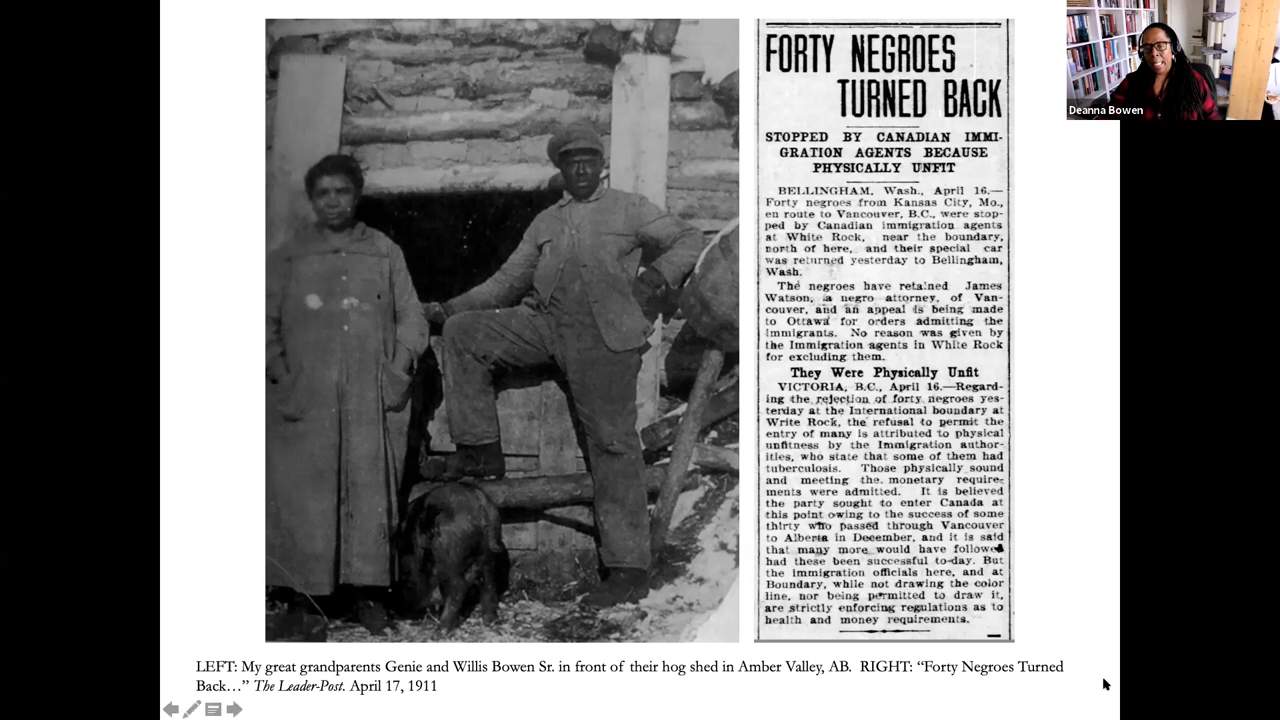 FORTY NEGROES
TURNED BACK
STOPPED BY CANADIAN IMMI-
GRATION AGENTS BECAUSE
PHYSICALLY UNFIT
BELLINGHAM, Wash., April 16.—
Forty negroes from Kansas City, Mo.,
en route to Vancouver, B.C., were stop-
ped by Canadian immigration agents
at White Rock, near the boundary,
north of here, and their special car
was returned yesterday to Bellingham,
Wash.
The negroes have retained James
Watson, a negro attorney, of Van-
couver, and an appeal is being made
to Ottawa for orders admitting the
immigrants. No reason was given by
the Immigration agents in White Rock
for excluding them.
They Were Physically Unfit
VICTORIA, B.C., April 16.—Regard-
ing the rejection of forty negroes yes-
terday at the International boundary at
Write Rock, the refusal to permit the
entry of many is attributed to physical
unfitness by the Immigration author-
ities, who state that some of them had
tuberculosis. Those physically sound
and meeting the monetary require-
ments were admitted. It is believed
the party sought to enter Canada at
this point owing to the success of some
thirty who passed through Vancouver
to Alberta in December, and it is said
that many more would have followed
had these been successful to-day. But
the immigration officials here, and at
Boundary, while not drawing the color
line, nor being permitted to draw it,
are strictly enforcing regulations as to
health and money requirements.
Deanna Bowen
LEFT: My great grandparents Genie and Willis Bowen Sr. in front of their hog shed in Amber Valley, AB. RIGHT: “Forty Negroes Turned
Back…” The Leader-Post. April 17, 1911